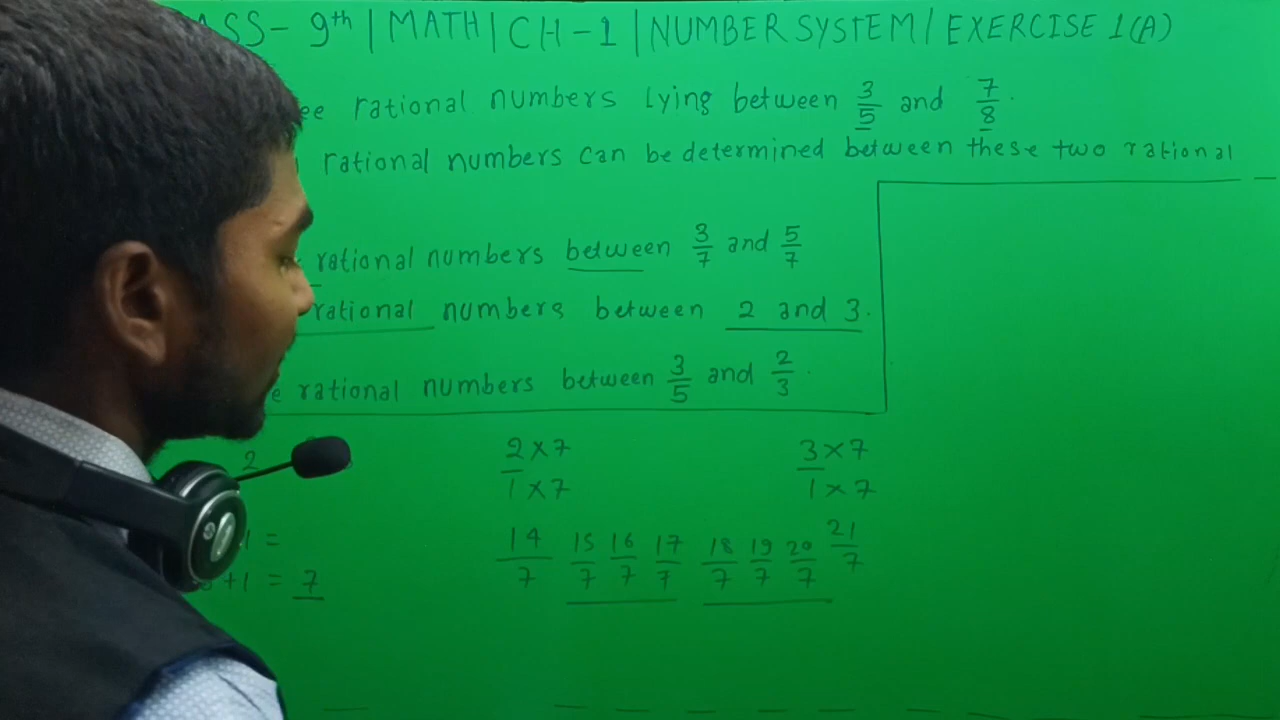 ASS- 9th | MATH | CH-1 | NUMBER SYSTEM / EXERCISE 1(A)
ee rational numbers lying between 3/5 and 7/8.
rational numbers can be determined between these two rational
rational numbers between 3/7 and 5/7
rational numbers between 2 and 3.
e rational numbers between 3/5 and 2/3.
2
2×7/1×7 3×7/1×7
1 =
14/7 15/7 16/7 17/7 18/7 19/7 20/7 21/7
+1 = 7